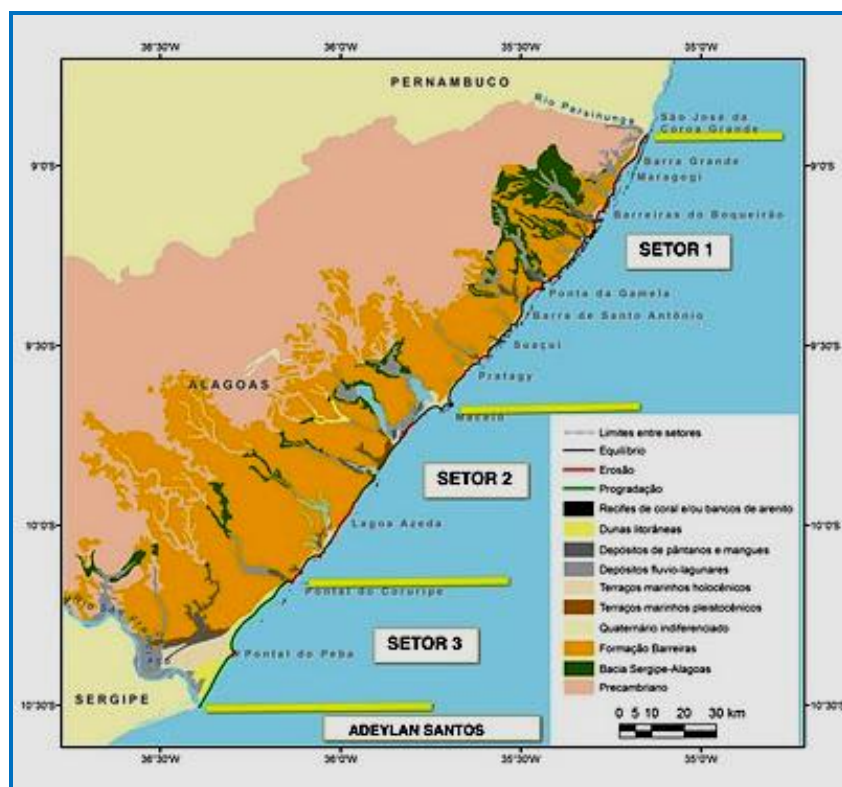 36°30'W 36°0'W 35°30'W 35°0'W
PERNAMBUCO
Rio Persinunga
São José da
Coroa Grande
9°0'S
9°0'S
Barra Grande
Maragogi
Barreiras do Boqueirão
SETOR 1
Ponta da Gamela
Barra de Santo Antônio
9°30'S
9°30'S
Suaçuí
Pratagy
ALAGOAS
Maceió
Limites entre setores
Equilíbrio
Erosão
Progradação
Recifes de coral e/ou bancos de arenito
Dunas litorâneas
Depósitos de pântanos e mangues
Depósitos fluvio-lagunares
Terraços marinhos holocênicos
Terraços marinhos pleistocênicos
Quaternário indiferenciado
Formação Barreiras
Bacia Sergipe-Alagoas
Precambriano
0 5 10 20 30 km
SETOR 2
10°0'S
10°0'S
Lagoa Azeda
Pontal do Coruripe
Rio São
SETOR 3
Pontal do Peba
SERGIPE
10°30'S
10°30'S
ADEYLAN SANTOS
36°30'W 36°0'W 35°30'W 35°0'W